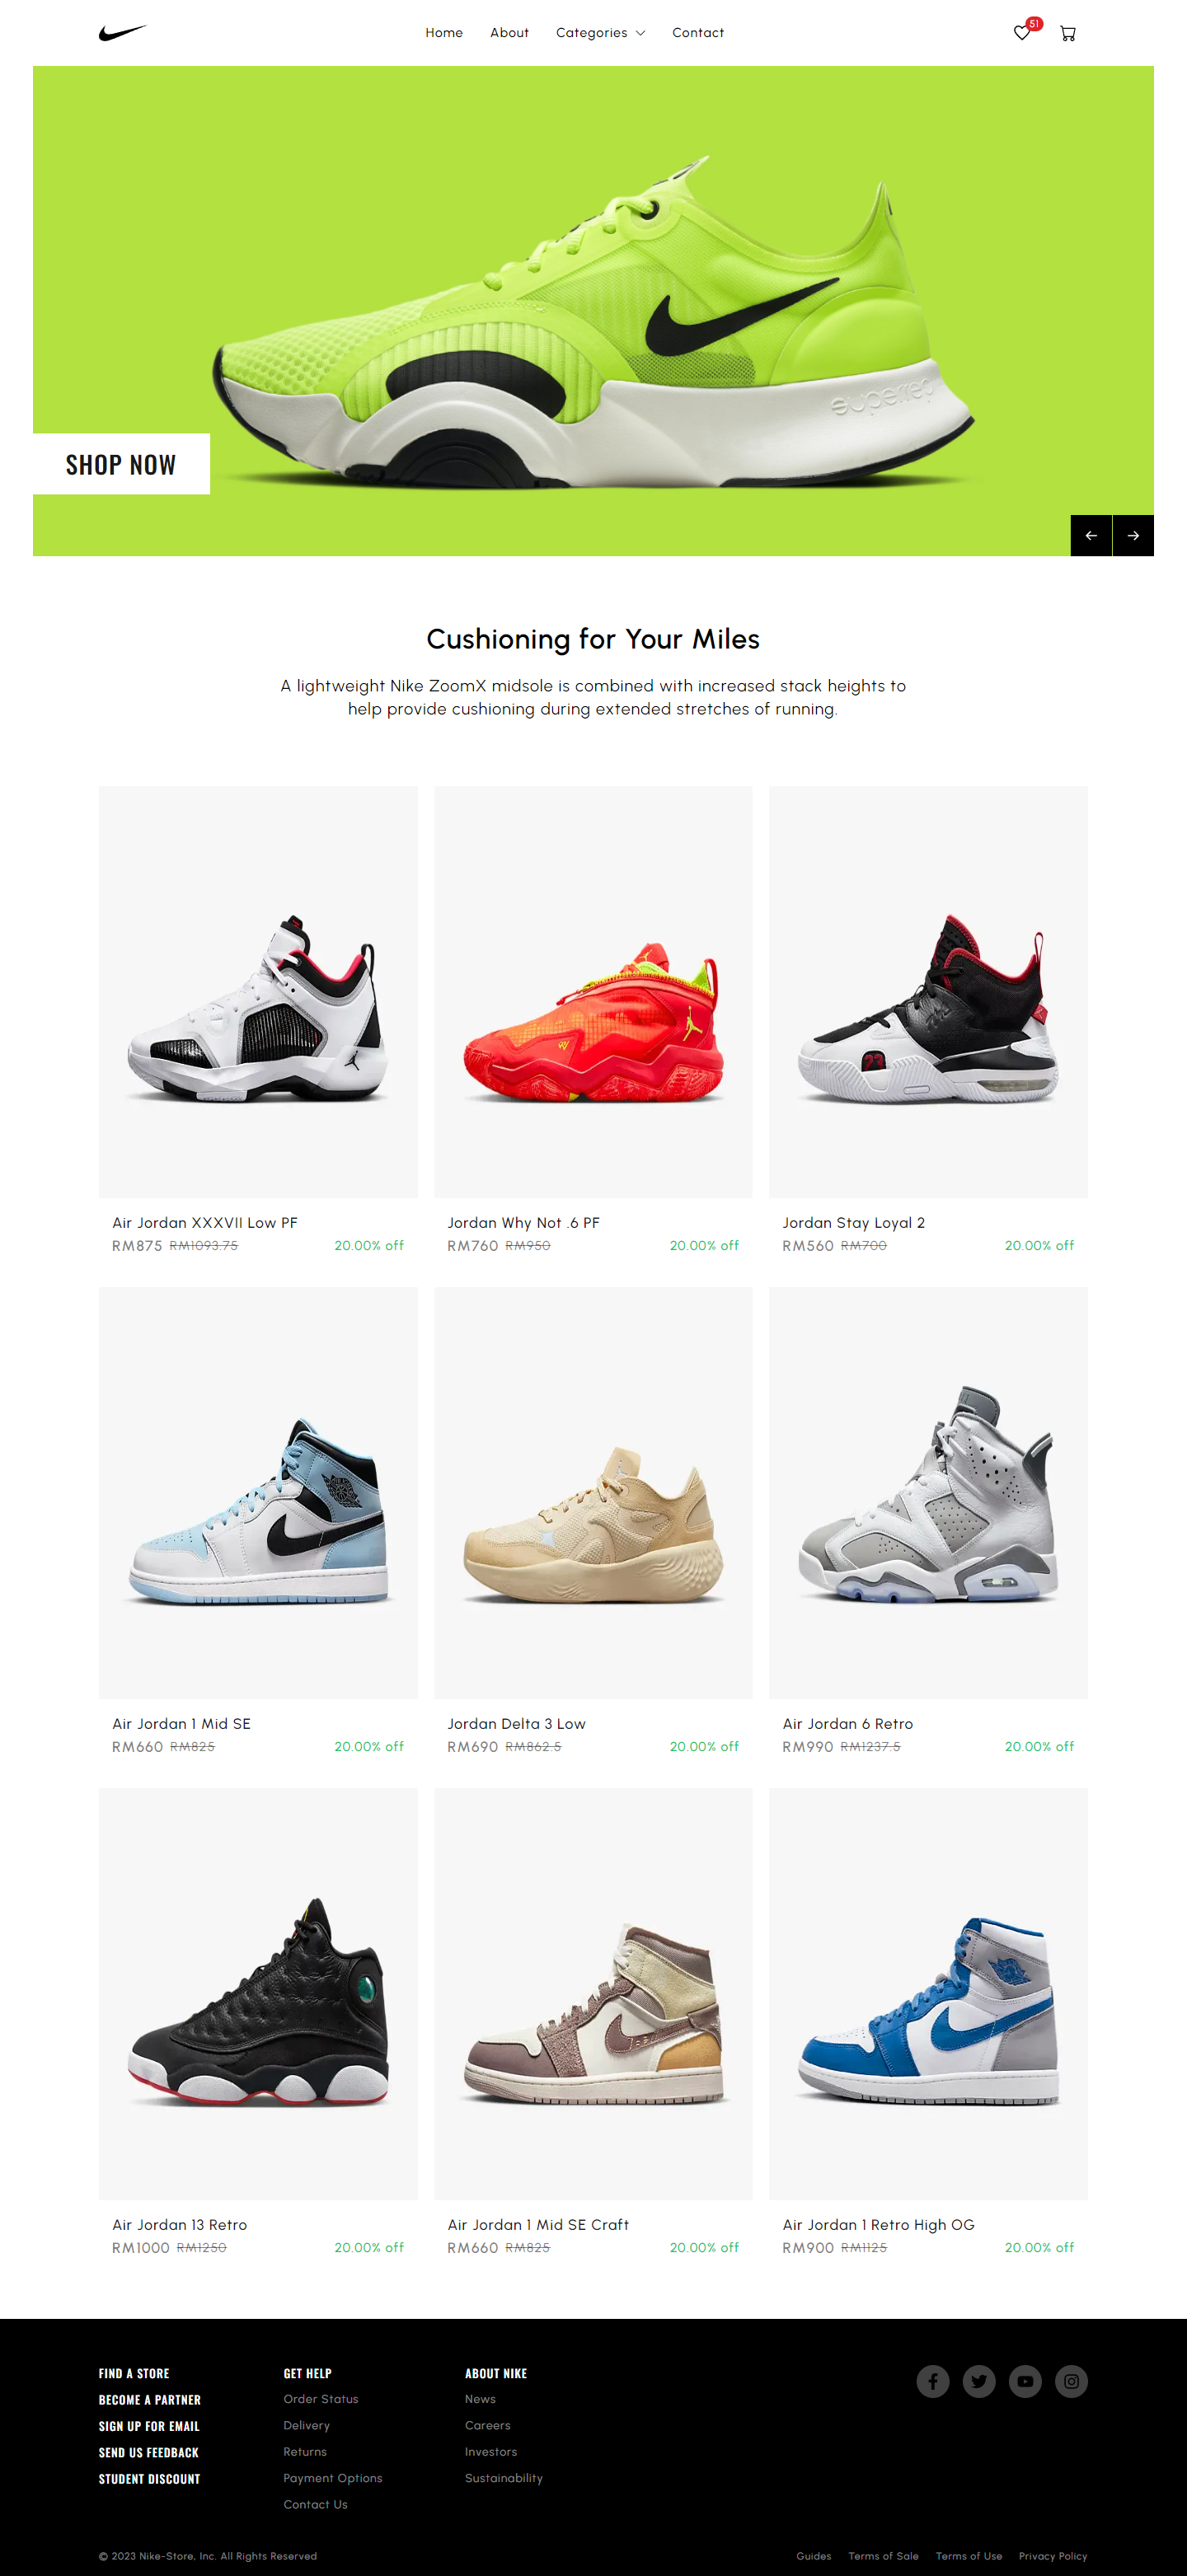 Home About Categories Contact
51
superrep
SHOP NOW
Cushioning for Your Miles
A lightweight Nike ZoomX midsole is combined with increased stack heights to
help provide cushioning during extended stretches of running.
23
Air Jordan XXXVII Low PF
RM875 RM1093.75 20.00% off
Jordan Why Not .6 PF
RM760 RM950 20.00% off
Jordan Stay Loyal 2
RM560 RM700 20.00% off
Air Jordan 1 Mid SE
RM660 RM825 20.00% off
Jordan Delta 3 Low
RM690 RM862.5 20.00% off
Air Jordan 6 Retro
RM990 RM1237.5 20.00% off
Air Jordan 13 Retro
RM1000 RM1250 20.00% off
Air Jordan 1 Mid SE Craft
RM660 RM825 20.00% off
Air Jordan 1 Retro High OG
RM900 RM1125 20.00% off
FIND A STORE
BECOME A PARTNER
SIGN UP FOR EMAIL
SEND US FEEDBACK
STUDENT DISCOUNT
GET HELP
Order Status
Delivery
Returns
Payment Options
Contact Us
ABOUT NIKE
News
Careers
Investors
Sustainability
© 2023 Nike-Store, Inc. All Rights Reserved
Guides Terms of Sale Terms of Use Privacy Policy